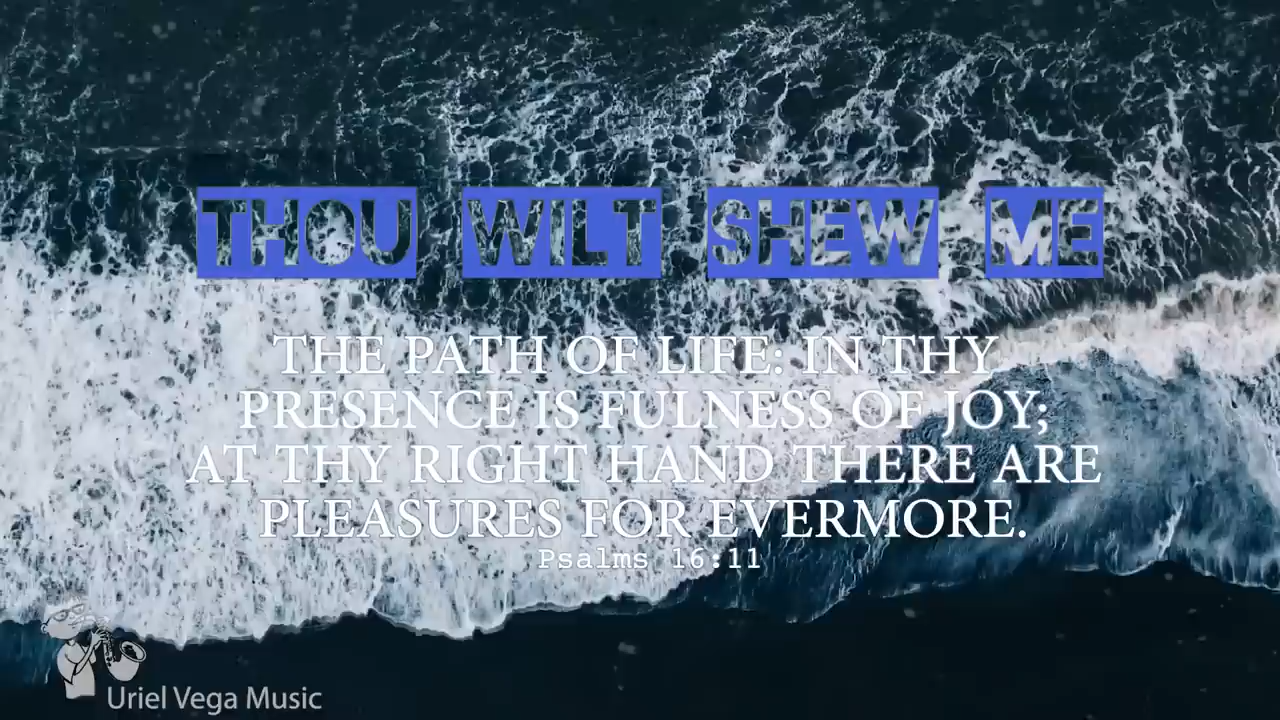 THOU WILT SHEW ME
THE PATH OF LIFE: IN THY
PRESENCE IS FULNESS OF JOY;
AT THY RIGHT HAND THERE ARE
PLEASURES FOR EVERMORE.
Psalms 16:11
Uriel Vega Music